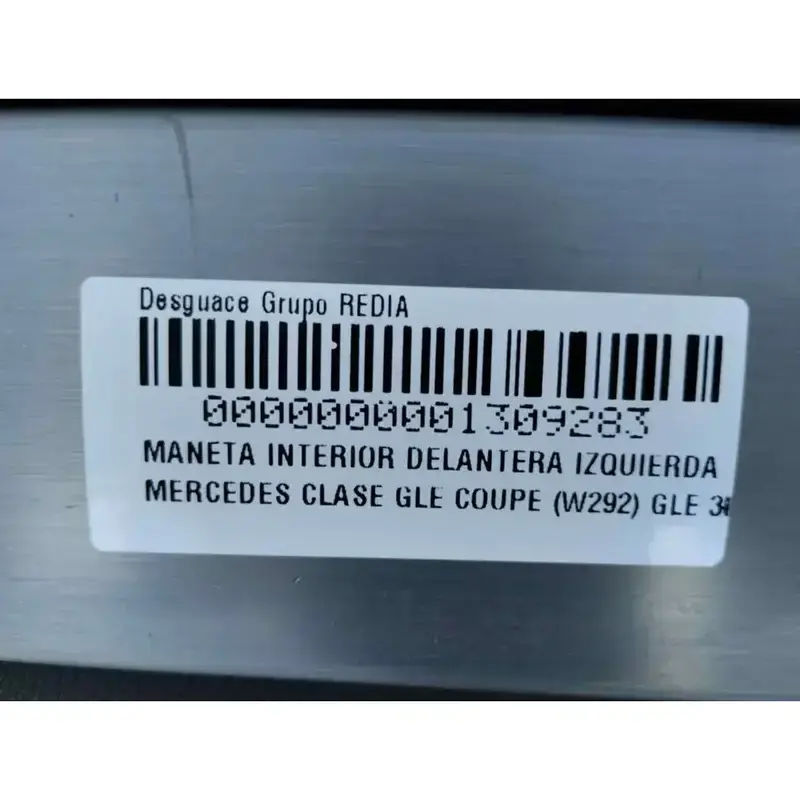 Desguace Grupo REDIA
0000000001309283
MANETA INTERIOR DELANTERA IZQUIERDA
MERCEDES CLASE GLE COUPE (W292) GLE